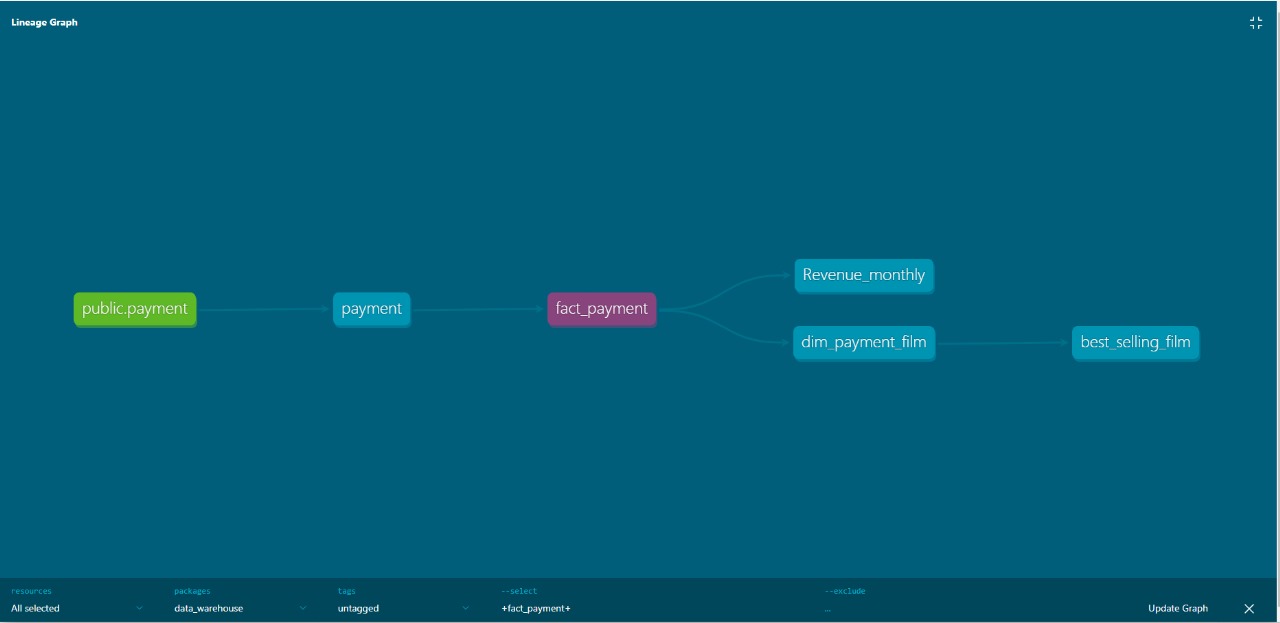 Lineage Graph
public.payment
payment
fact_payment
Revenue_monthly
dim_payment_film
best_selling_film
resources
All selected
packages
data_warehouse
tags
untagged
--select
+fact_payment+
--exclude
...
Update Graph